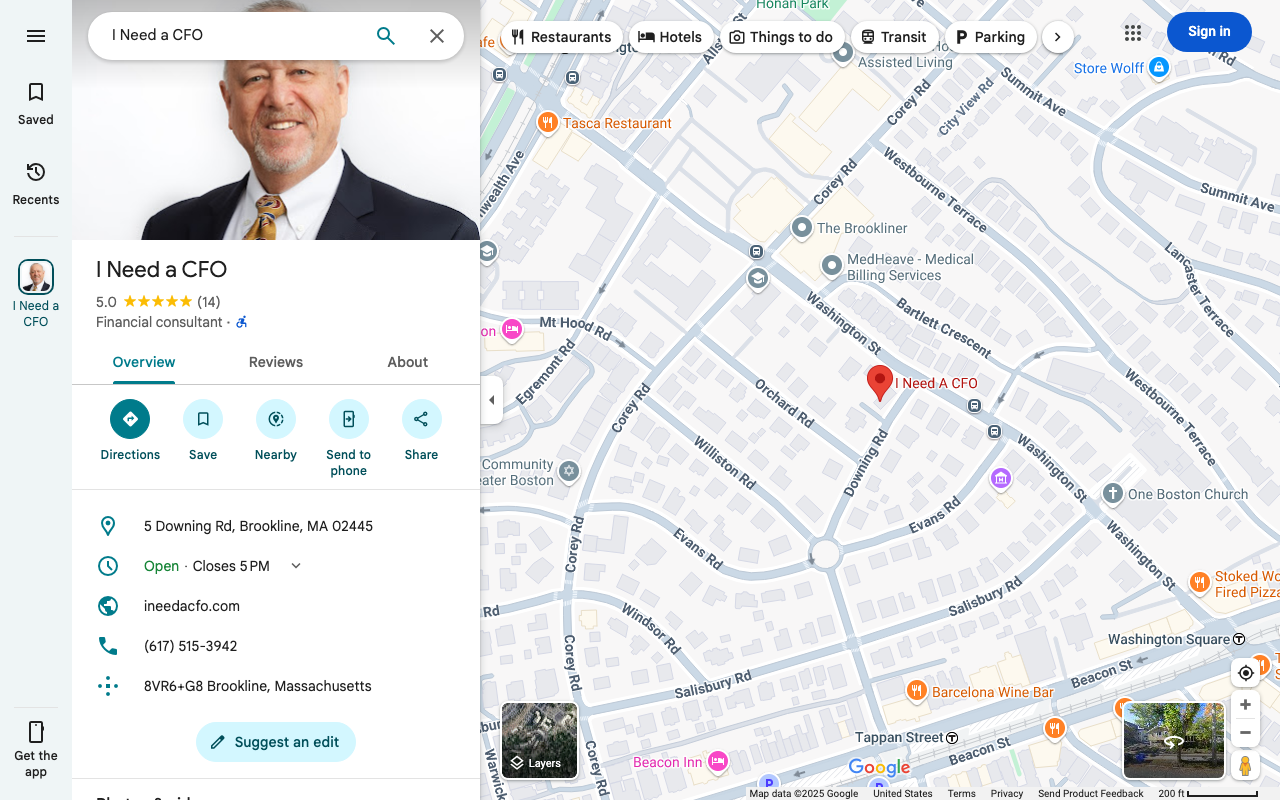 I Need a CFO
Saved
Recents
I Need a
CFO
Get the
app
I Need a CFO
5.0 (14)
Financial consultant ·
Overview
Reviews
About
Directions
Save
Nearby
Send to
phone
Share
5 Downing Rd, Brookline, MA 02445
Open · Closes 5 PM
ineedacfo.com
(617) 515-3942
8VR6+G8 Brookline, Massachusetts
Suggest an edit
Restaurants
Hotels
Things to do
Transit
Parking
Sign in
Honan Park
Assisted Living
Store Wolff
Summit Ave
City View Rd
Corey Rd
Tasca Restaurant
Westbourne Terrace
Summit Ave
Corey Rd
The Brookliner
MedHeave - Medical
Billing Services
Lancaster Terrace
Washington St
Bartlett Crescent
Mt Hood Rd
Egremont Rd
Corey Rd
Orchard Rd
I Need A CFO
Williston Rd
Downing Rd
Washington St
Westbourne Terrace
Community
One Boston Church
Evans Rd
Evans Rd
Corey Rd
Washington St
Stoked Wo
Fired Pizza
Salisbury Rd
Rd
Windsor Rd
Corey Rd
Washington Square
Salisbury Rd
Beacon St
Barcelona Wine Bar
Tappan Street
Beacon St
Corey Rd
Beacon Inn
Layers
Google
Map data ©2025 Google
United States
Terms
Privacy
Send Product Feedback
200 ft